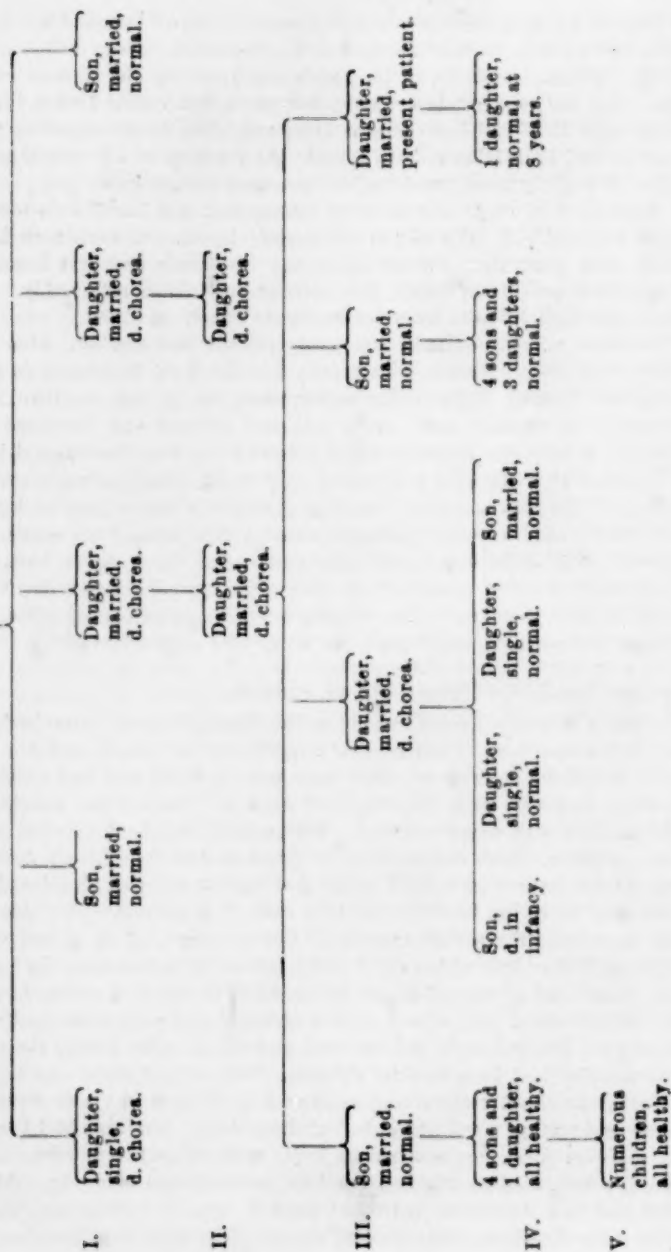 I.
Daughter,
single,
d. chorea.
Son,
married,
normal.
Daughter,
married,
d. chorea.
Daughter,
married,
d. chorea.
Son,
married,
normal.
II.
Daughter,
married,
d. chorea.
Daughter.
d. chorea.
III.
Son
married,
normal.
Daughter,
married,
d. chorea.
Son,
married,
normal.
Daughter,
married,
present patient.
IV.
4 sons and
1 daughter,
all healthy.
Son,
d. in
infancy.
Daughter,
single,
normal.
Daughter,
single,
normal.
Son,
married,
normal.
4 sons and
3 daughters,
normal.
1 daughter,
normal at
9 years.
V.
Numerous
children,
all healthy.